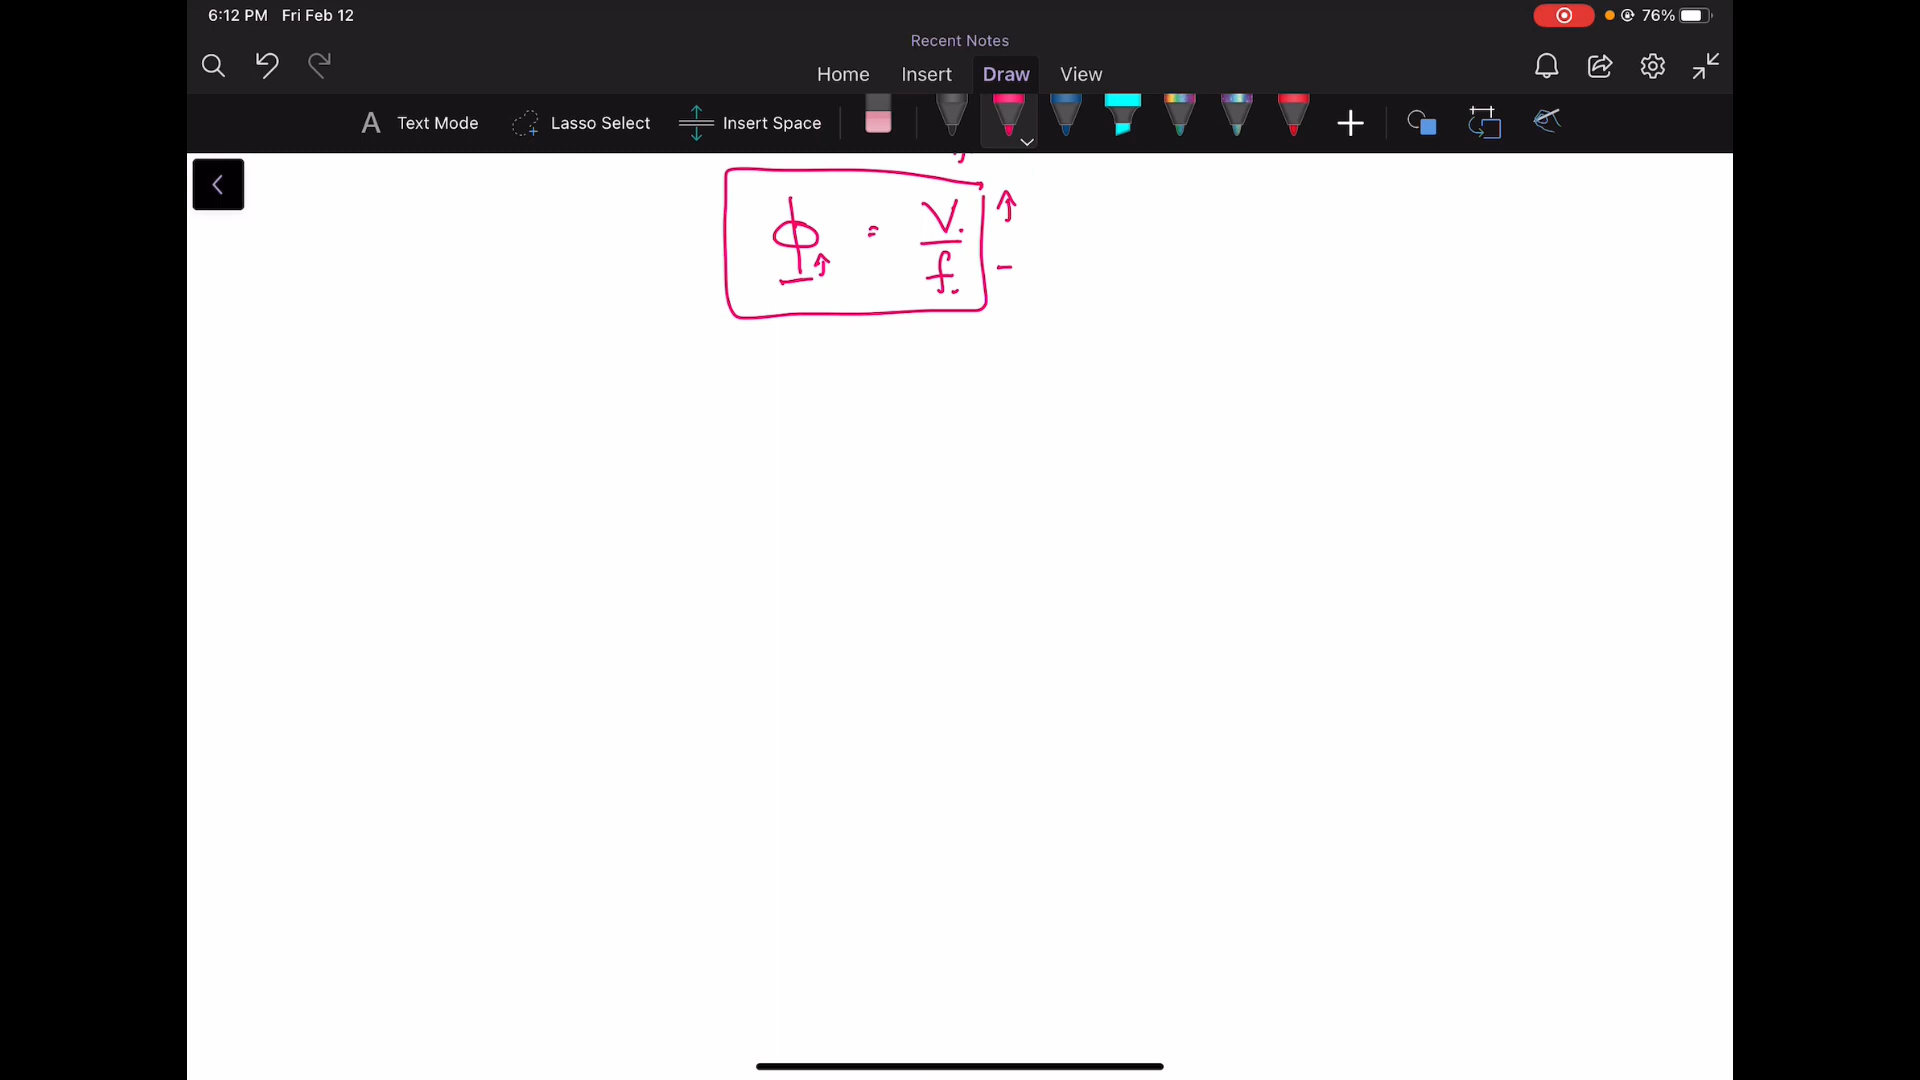 6:12 PM Fri Feb 12 76%
Recent Notes
Home Insert Draw View
A Text Mode Lasso Select Insert Space
ϕ ↑ = V. / f. ↑ -